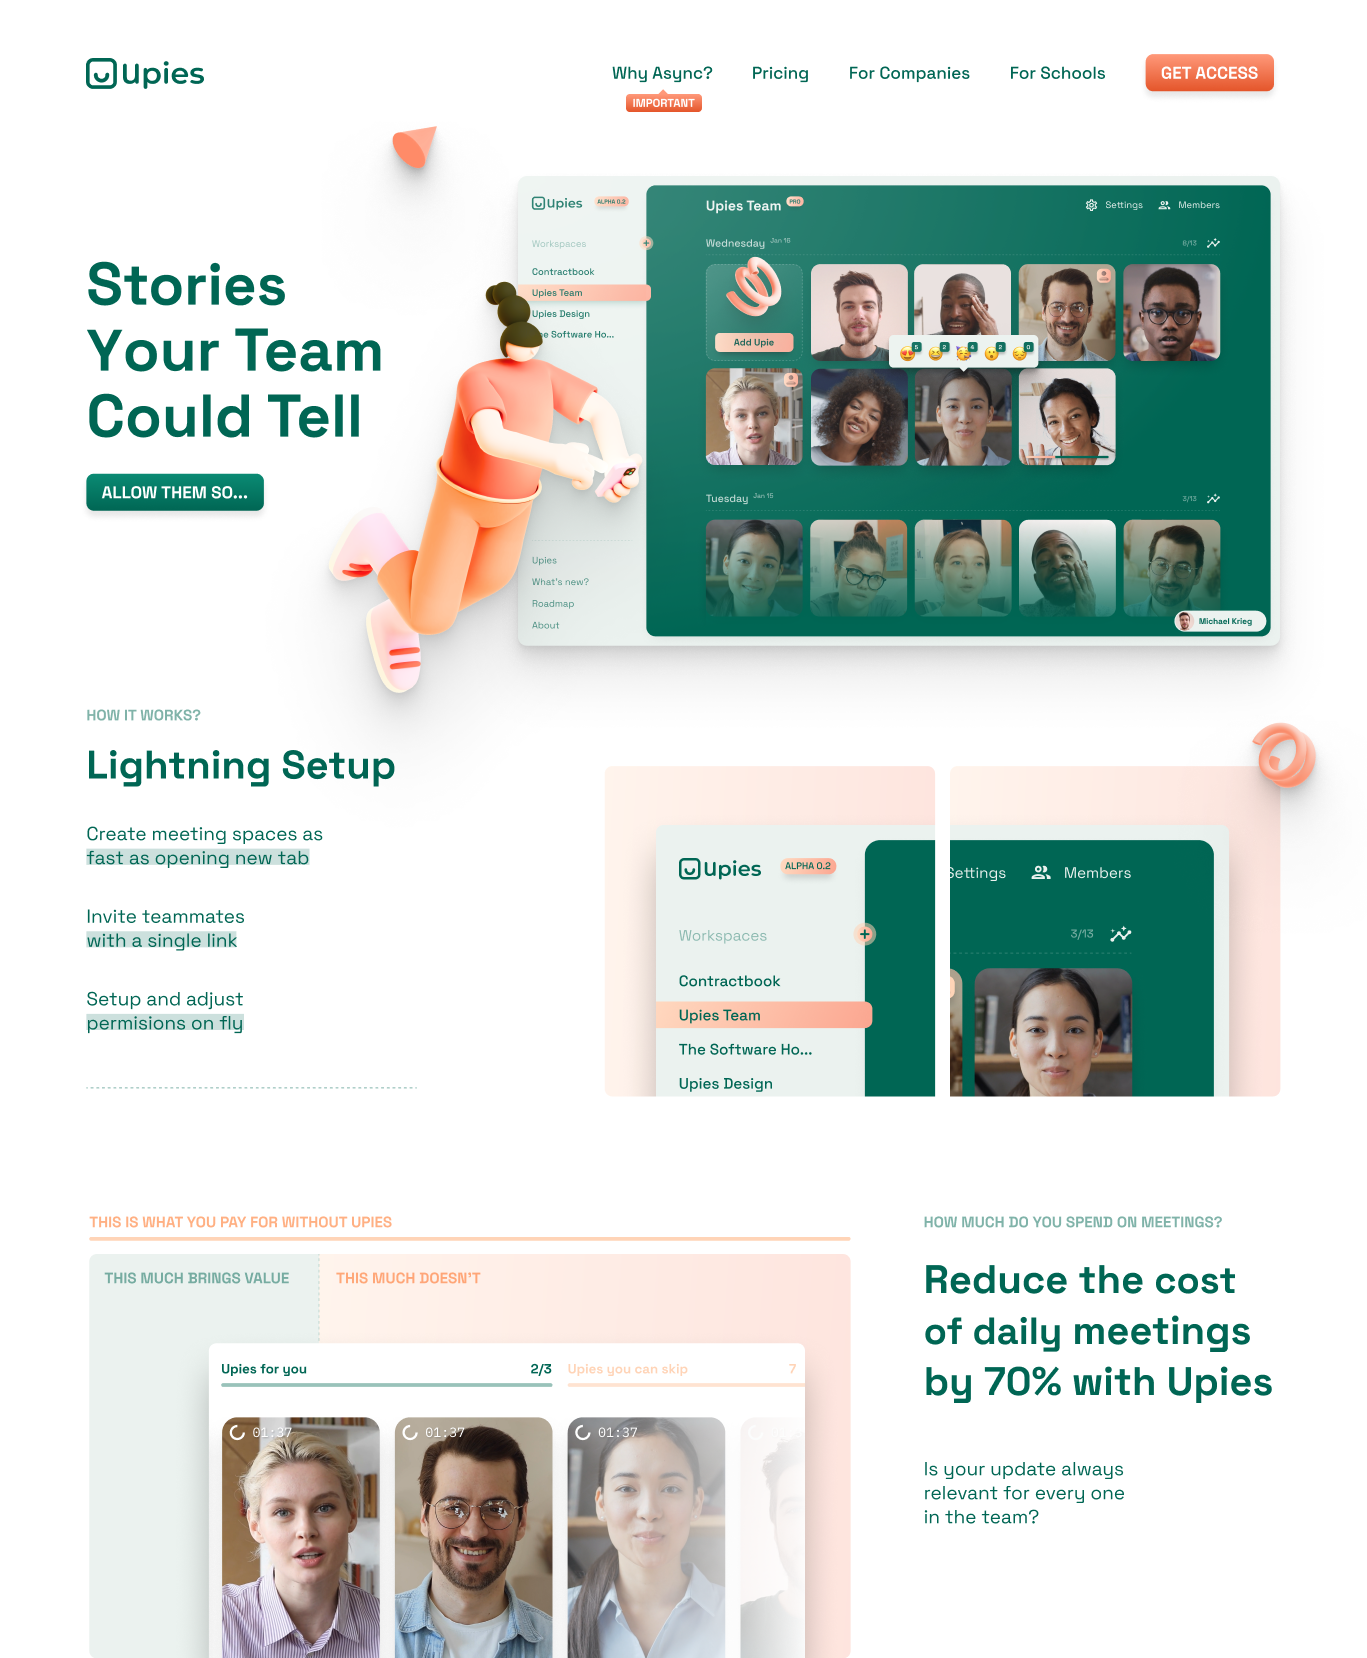 Upies
Why Async?
Pricing
For Companies
For Schools
GET ACCESS
IMPORTANT
Stories
Your Team
Could Tell
ALLOW THEM SO...
Upies
ALPHA 0.2
Workspaces
Contractbook
Upies Team
Upies Design
he Software Ho...
Upies
What's new?
Roadmap
About
Upies Team
PRO
Settings
Members
Wednesday
Jan 16
6/13
Add Upie
5
2
4
2
0
Tuesday
Jan 15
3/13
Michael Krieg
HOW IT WORKS?
Lightning Setup
Create meeting spaces as
fast as opening new tab
Invite teammates
with a single link
Setup and adjust
permisions on fly
Upies
ALPHA 0.2
Workspaces
Contractbook
Upies Team
The Software Ho...
Upies Design
Settings
Members
3/13
THIS IS WHAT YOU PAY FOR WITHOUT UPIES
THIS MUCH BRINGS VALUE
THIS MUCH DOESN'T
Upies for you
2/3
Upies you can skip
7
01:37
01:37
01:37
HOW MUCH DO YOU SPEND ON MEETINGS?
Reduce the cost
of daily meetings
by 70% with Upies
Is your update always
relevant for every one
in the team?